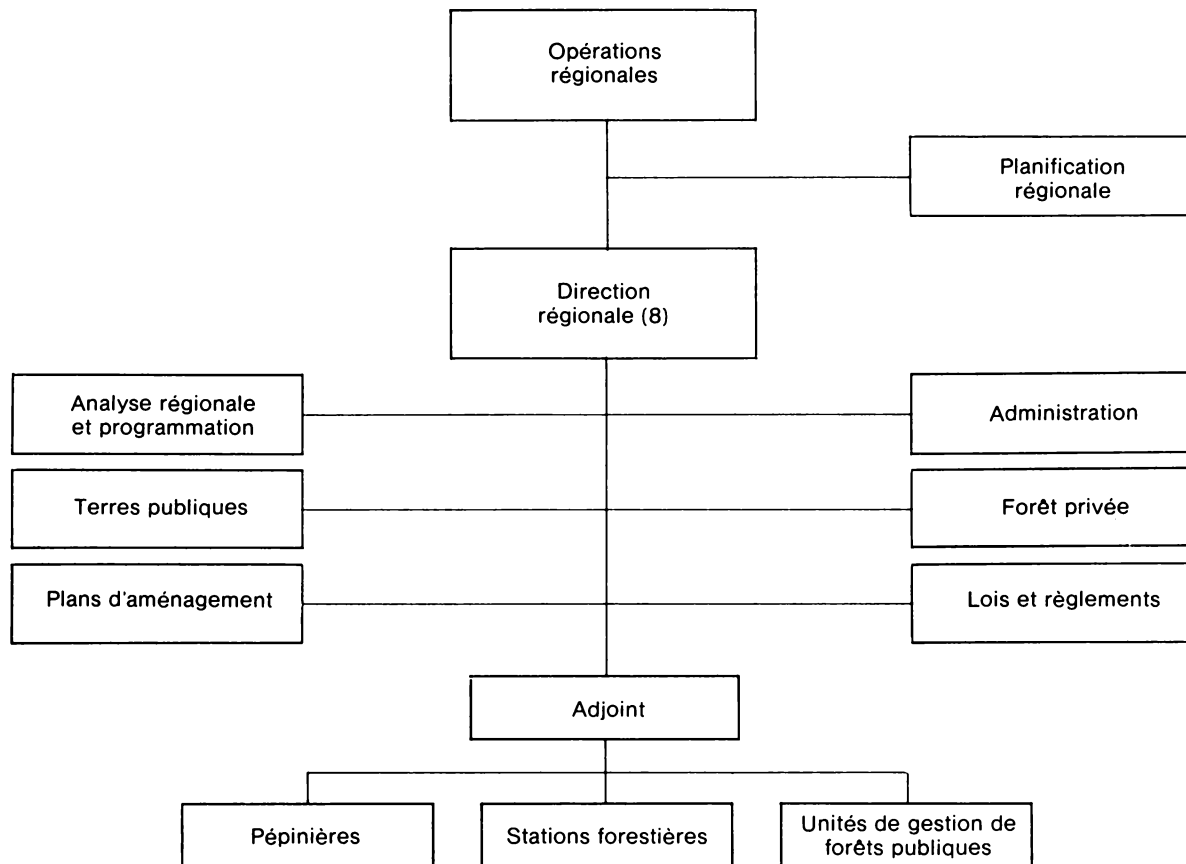 Opérations
régionales
Planification
régionale
Direction
régionale (8)
Analyse régionale
et programmation
Administration
Terres publiques
Forêt privée
Plans d'aménagement
Lois et règlements
Adjoint
Pépinières
Stations forestières
Unités de gestion de
forêts publiques